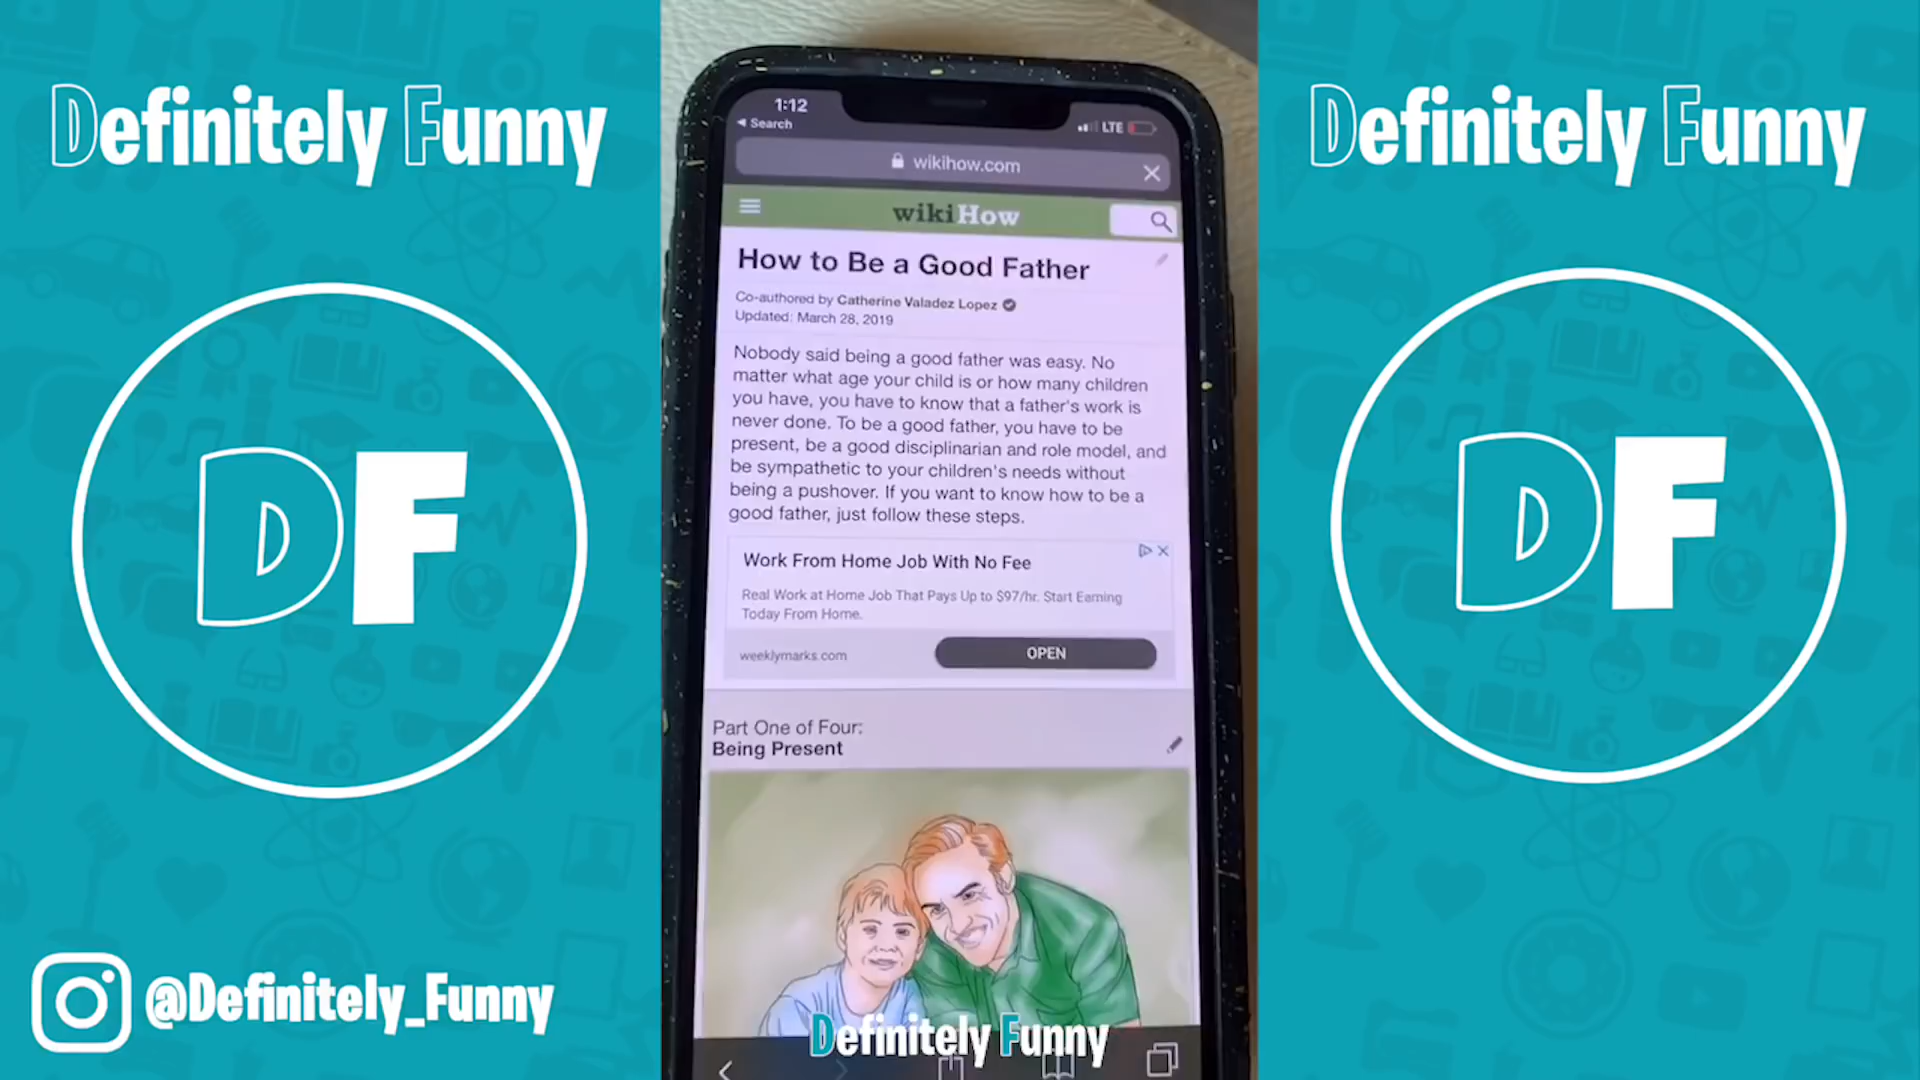 Definitely Funny
DF
@Definitely_Funny
1:12
Search
LTE
wikihow.com
wikiHow
How to Be a Good Father
Co-authored by Catherine Valadez Lopez
Updated: March 28, 2019
Nobody said being a good father was easy. No
matter what age your child is or how many children
you have, you have to know that a father's work is
never done. To be a good father, you have to be
present, be a good disciplinarian and role model, and
be sympathetic to your children's needs without
being a pushover. If you want to know how to be a
good father, just follow these steps.
Work From Home Job With No Fee
Real Work at Home Job That Pays Up to $97/hr. Start Earning
Today From Home.
weeklymarks.com
OPEN
Part One of Four:
Being Present
Definitely Funny
Definitely Funny
DF